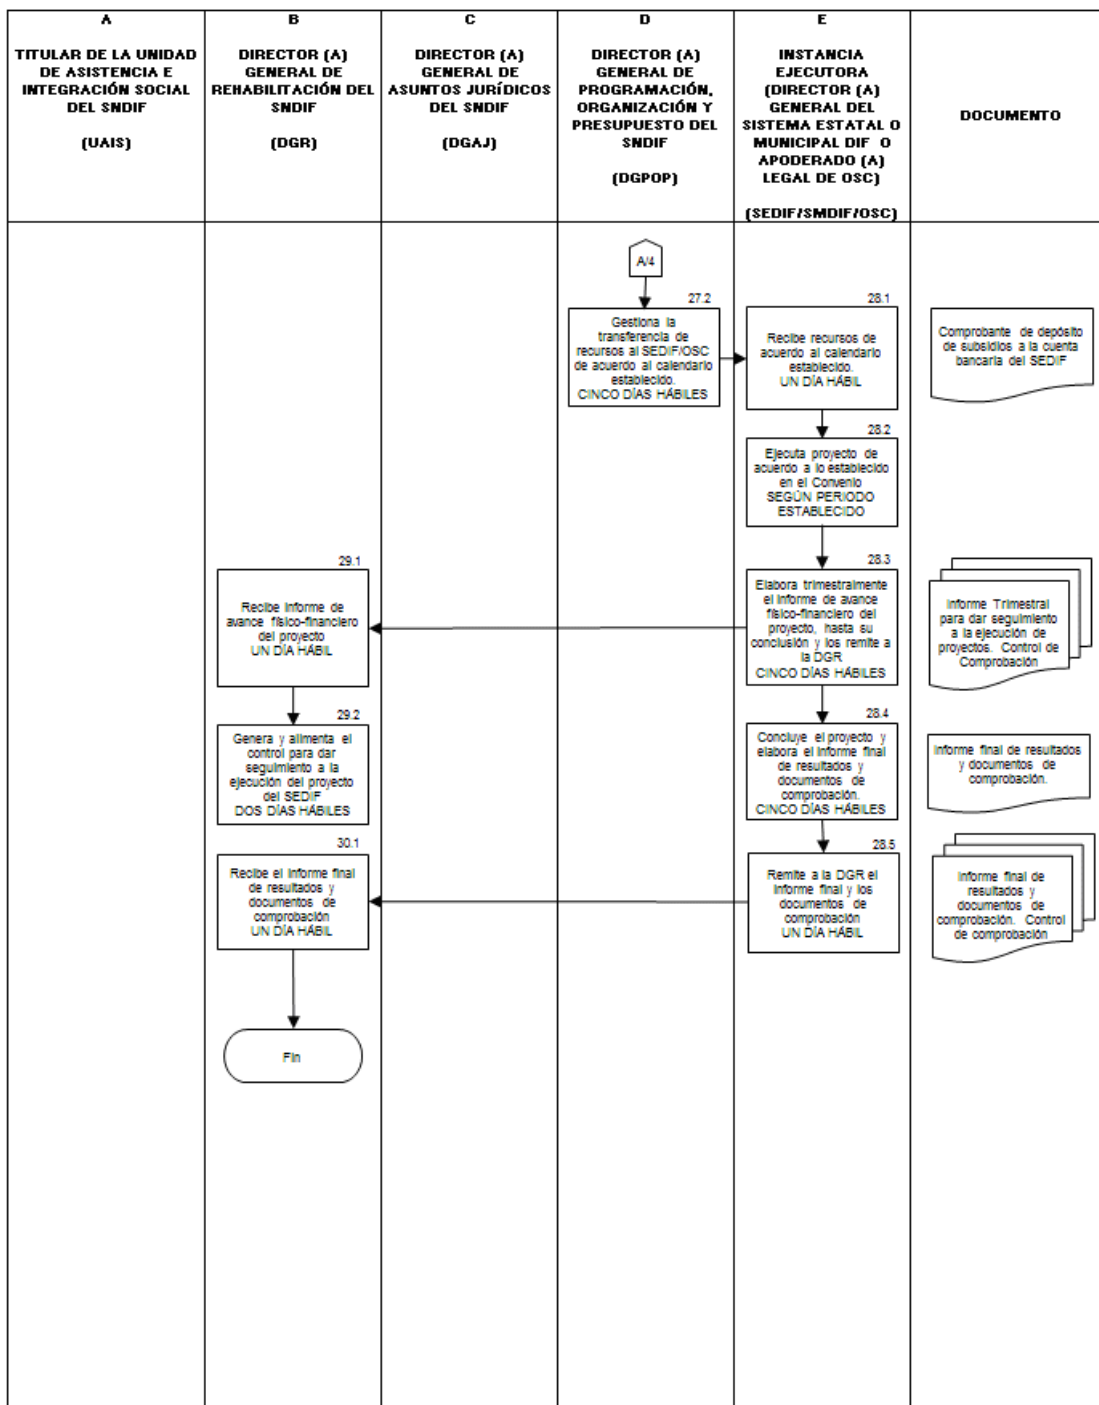 A
TITULAR DE LA UNIDAD
DE ASISTENCIA E
INTEGRACIÓN SOCIAL
DEL SNDIF
(UAIS)
B
DIRECTOR (A)
GENERAL DE
REHABILITACIÓN DEL
SNDIF
(DGR)
C
DIRECTOR (A)
GENERAL DE
ASUNTOS JURÍDICOS
DEL SNDIF
(DGAJ)
D
DIRECTOR (A)
GENERAL DE
PROGRAMACIÓN,
ORGANIZACIÓN Y
PRESUPUESTO DEL
SNDIF
(DGPOP)
E
INSTANCIA
EJECUTORA
(DIRECTOR (A)
GENERAL DEL
SISTEMA ESTATAL O
MUNICIPAL DIF O
APODERADO (A)
LEGAL DE OSC)
(SEDIF/SMDIF/OSC)
DOCUMENTO
A/4
27.2
Gestiona la
transferencia de
recursos al SEDIF/OSC
de acuerdo al calendario
establecido.
CINCO DÍAS HÁBILES
28.1
Recibe recursos de
acuerdo al calendario
establecido.
UN DÍA HÁBIL
Comprobante de depósito
de subsidios a la cuenta
bancaria del SEDIF
28.2
Ejecuta proyecto de
acuerdo a lo establecido
en el Convenio
SEGÚN PERIODO
ESTABLECIDO
28.3
Elabora trimestralmente
el informe de avance
físico-financiero del
proyecto, hasta su
conclusión y los remite a
la DGR
CINCO DÍAS HÁBILES
Informe Trimestral
para dar seguimiento
a la ejecución de
proyectos. Control de
Comprobación
29.1
Recibe informe de
avance físico-financiero
del proyecto
UN DÍA HÁBIL
29.2
Genera y alimenta el
control para dar
seguimiento a la
ejecución del proyecto
del SEDIF
DOS DÍAS HÁBILES
28.4
Concluye el proyecto y
elabora el informe final
de resultados y
documentos de
comprobación.
CINCO DÍAS HÁBILES
Informe final de resultados
y documentos de
comprobación.
28.5
Remite a la DGR el
informe final y los
documentos de
comprobación
UN DÍA HÁBIL
Informe final de
resultados y
documentos de
comprobación. Control
de comprobación
30.1
Recibe el informe final
de resultados y
documentos de
comprobación
UN DÍA HÁBIL
Fin